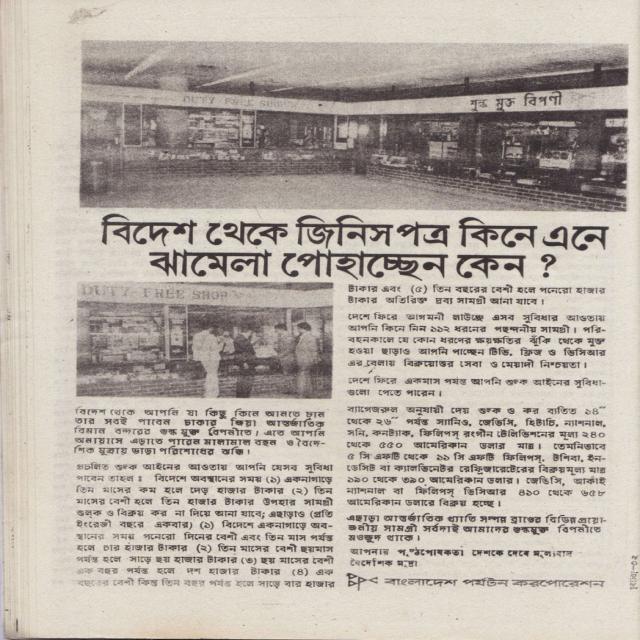 DUTY FREE SHOP
শুল্ক মুক্ত বিপণী
বিদেশ থেকে জিনিসপত্র কিনে এনে
ঝামেলা পোহাচ্ছেন কেন ?
DUTY-FREE SHOP
বিদেশ থেকে আপনি যা কিছু কিনে আনতে চান
তার সবই পাবেন ঢাকার জিয়া আন্তর্জাতিক
বিমান বন্দরের শুল্কমুক্ত বিপণীতে। এতে আপনি
অনায়াসে এড়াতে পারেন মালামাল বহন ও বৈদে-
শিক মুদ্রায় ভাড়া পরিশোধের ঝক্কি।
প্রচলিত শুল্ক আইনের আওতায় আপনি যেসব সুবিধা
পাবেন তাহল : বিদেশে অবস্থানের সময় (১) একনাগাড়ে
তিন মাসের কম হলে দেড় হাজার টাকার (২) তিন
মাসের বেশী হলে তিন হাজার টাকার উপহার সামগ্রী
শুল্ক ও বিক্রয় কর না দিয়ে আনা যাবে; এছাড়াও (প্রতি
ইংরেজী বছরে একবার) (১) বিদেশে একনাগাড়ে অব-
স্থানের সময় পনেরো দিনের বেশী এবং তিন মাস পর্যন্ত
হলে চার হাজার টাকার (২) তিন মাসের বেশী ছয়মাস
পর্যন্ত হলে সাড়ে ছয় হাজার টাকার (৩) ছয় মাসের বেশী
এক বছর পর্যন্ত হলে দশ হাজার টাকার (৪) এক
বছরের বেশী কিন্তু তিন বছর পর্যন্ত হলে সাড়ে বার হাজার
টাকার এবং (৫) তিন বছরের বেশী হলে পনেরো হাজার
টাকার অতিরিক্ত দ্রব্য সামগ্রী আনা যাবে।
দেশে ফিরে আগমনী লাউঞ্জে এসব সুবিধার আওতায়
আপনি কিনে নিন ১১২ ধরনের পছন্দনীয় সামগ্রী। পরি-
বহনকালে যে কোন ধরণের ক্ষয়ক্ষতির ঝুঁকি থেকে মুক্ত
হওয়া ছাড়াও আপনি পাচ্ছেন টিভি, ফ্রিজ ও ভিসিআর
এর বেলায় বিক্রয়োত্তর সেবা ও মেয়াদী নিশ্চয়তা।
দেশে ফিরে একমাস পর্যন্ত আপনি শুল্ক আইনের সুবিধা-
গুলো পেতে পারেন।
ব্যাগেজরুল অনুযায়ী দেয় শুল্ক ও কর ব্যতিত ১৪"
থেকে ২৬" পর্যন্ত স্যানিও, জেভিসি, হিটাচি, ন্যাশনাল,
সনি, কনট্যাক, ফিলিপস্ রংগীন টেলিভিশনের মূল্য ২৪০
থেকে ৫৫০ আমেরিকান ডলার মাত্র। তেমনিভাবে
৫ সি এফটি থেকে ১১ সি এফটি ফিলিপস্, টশিবা, ইন-
ডেসিট বা ক্যালভিনেটর রেফ্রিজারেটরের বিক্রয়মূল্য মাত্র
১৯০ থেকে ৩৯০ আমেরিকান ডলার। জেভিসি, আকাঁই
ন্যাশনাল বা ফিলিপস্ ভিসিআর ৪১০ থেকে ৬৫৮
আমেরিকান ডলারে বিক্রয় হচ্ছে।
এছাড়া আন্তর্জাতিক খ্যাতি সম্পন্ন ব্র্যান্ডের বিভিন্ন প্রয়ো-
জনীয় সামগ্রী সর্বদাই আমাদের শুল্কমুক্ত বিপণীতে
মওজুদ থাকে।
আপনার পৃষ্ঠপোষকতা দেশকে দেবে মূল্যবান
বৈদেশিক মুদ্রা
বাংলাদেশ পর্যটন করপোরেশন